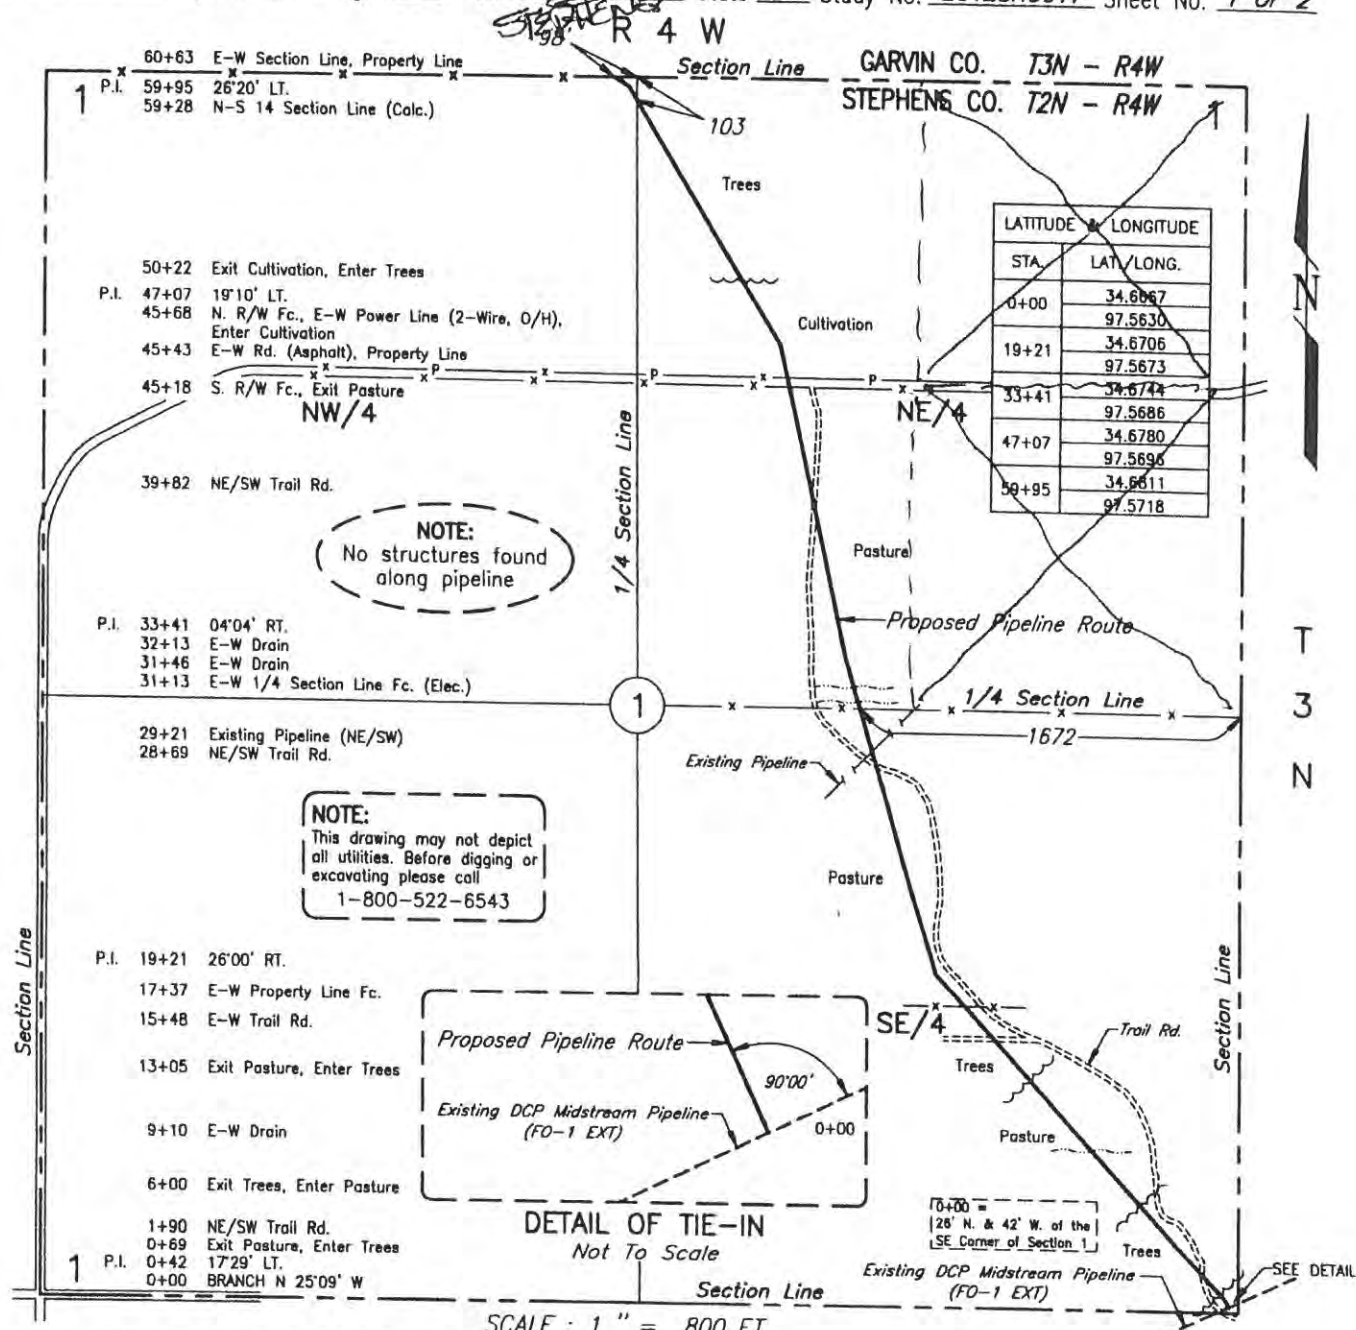 Study No.
Sheet No. 1 of 2
98'
R 4 W
60+63 E-W Section Line, Property Line
P.I. 59+95 26°20' LT.
59+28 N-S 14 Section Line (Calc.)
1
Section Line
GARVIN CO. T3N - R4W
STEPHENS CO. T2N - R4W
103
Trees
LATITUDE & LONGITUDE
STA. LAT./LONG.
0+00 34.6667
97.5630
19+21 34.6706
97.5673
33+41 34.6744
97.5686
47+07 34.6780
97.5696
59+95 34.6811
97.5718
N
50+22 Exit Cultivation, Enter Trees
P.I. 47+07 19°10' LT.
45+68 N. R/W Fc., E-W Power Line (2-Wire, O/H),
Enter Cultivation
45+43 E-W Rd. (Asphalt), Property Line
45+18 S. R/W Fc., Exit Pasture
Cultivation
P P P
NW/4
NE/4
1/4 Section Line
39+82 NE/SW Trail Rd.
NOTE:
No structures found
along pipeline
Pasture
Proposed Pipeline Route
P.I. 33+41 04°04' RT.
32+13 E-W Drain
31+46 E-W Drain
31+13 E-W 1/4 Section Line Fc. (Elec.)
T
3
N
1
1/4 Section Line
1672
29+21 Existing Pipeline (NE/SW)
28+69 NE/SW Trail Rd.
Existing Pipeline
NOTE:
This drawing may not depict
all utilities. Before digging or
excavating please call
1-800-522-6543
Pasture
Section Line
Section Line
P.I. 19+21 26°00' RT.
17+37 E-W Property Line Fc.
15+48 E-W Trail Rd.
13+05 Exit Pasture, Enter Trees
9+10 E-W Drain
6+00 Exit Trees, Enter Pasture
1+90 NE/SW Trail Rd.
0+69 Exit Pasture, Enter Trees
P.I. 0+42 17°29' LT.
0+00 BRANCH N 25°09' W
1
Proposed Pipeline Route
90°00'
Existing DCP Midstream Pipeline
(FO-1 EXT)
0+00
DETAIL OF TIE-IN
Not To Scale
SE/4
Trail Rd.
Trees
Pasture
0+00 =
26' N. & 42' W. of the
SE Corner of Section 1
Trees
Existing DCP Midstream Pipeline
(FO-1 EXT)
SEE DETAIL
Section Line
SCALE : 1 " = 800 FT.